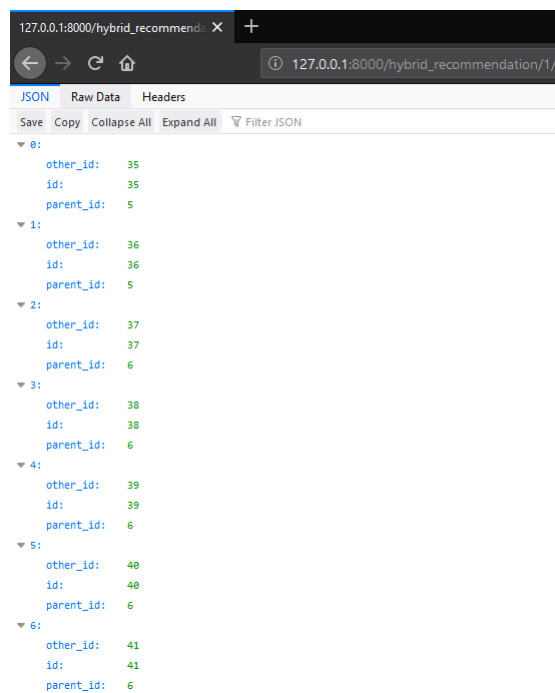 127.0.0.1:8000/hybrid_recommenda
127.0.0.1:8000/hybrid_recommendation/1/
JSON Raw Data Headers
Save Copy Collapse All Expand All Filter JSON
0:
other_id: 35
id: 35
parent_id: 5
1:
other_id: 36
id: 36
parent_id: 5
2:
other_id: 37
id: 37
parent_id: 6
3:
other_id: 38
id: 38
parent_id: 6
4:
other_id: 39
id: 39
parent_id: 6
5:
other_id: 40
id: 40
parent_id: 6
6:
other_id: 41
id: 41
parent_id: 6